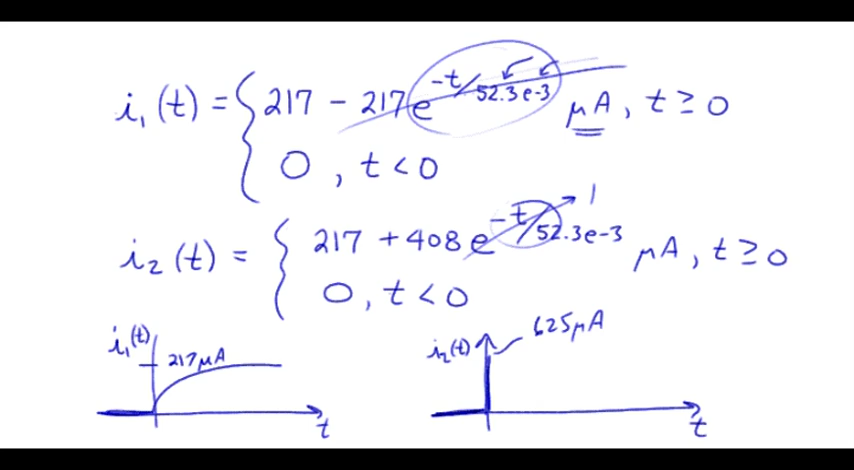 i₁(t) = { 217 - 217e^(-t/52.3e-3) μA, t ≥ 0
0, t < 0
1
i₂(t) = { 217 + 408e^(-t/52.3e-3) μA, t ≥ 0
0, t < 0
i₁(t) 217μA t
i₂(t) 625μA t